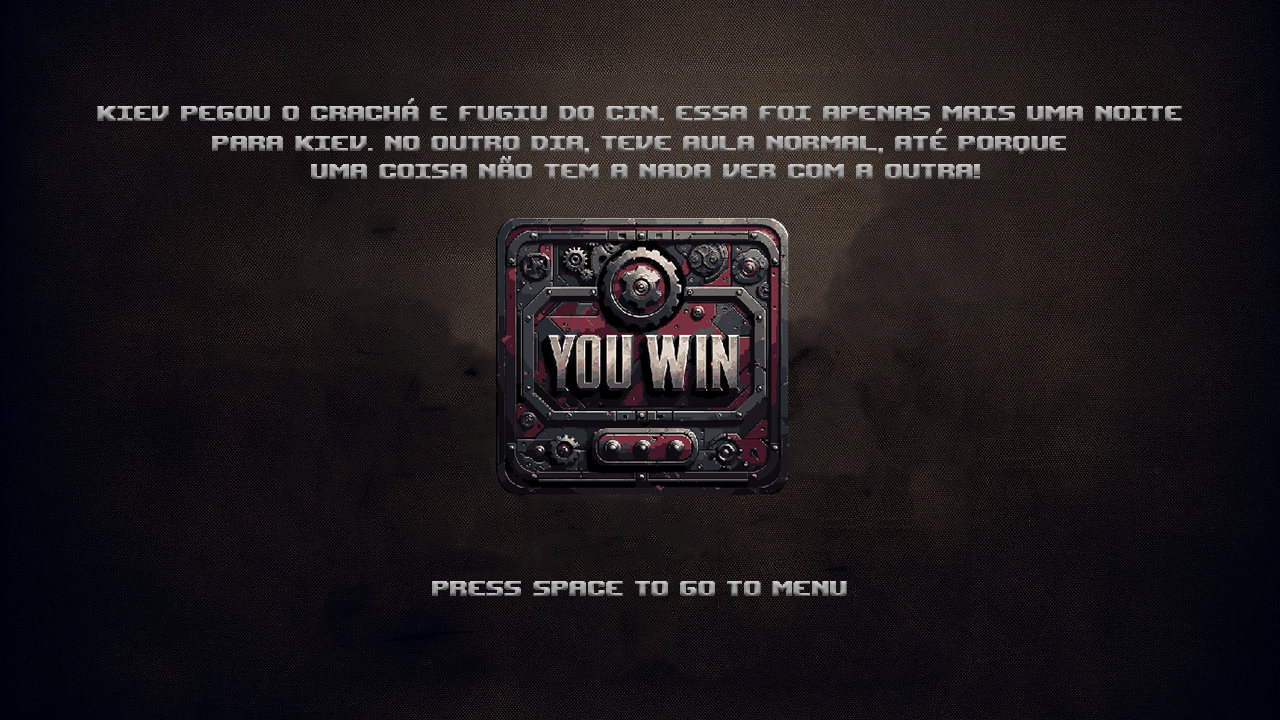 KIEV PEGOU O CRACHÁ E FUGIU DO CIN. ESSA FOI APENAS MAIS UMA NOITE
PARA KIEV. NO OUTRO DIA, TEVE AULA NORMAL, ATÉ PORQUE
UMA COISA NÃO TEM A NADA VER COM A OUTRA!
YOU WIN
PRESS SPACE TO GO TO MENU